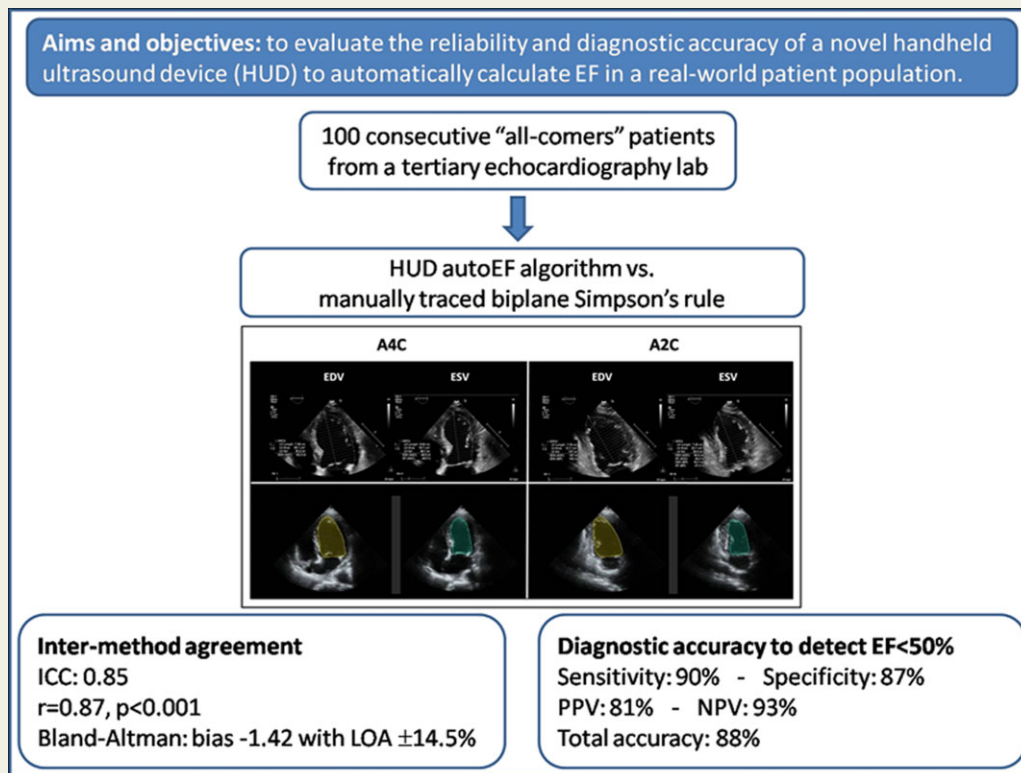 Aims and objectives: to evaluate the reliability and diagnostic accuracy of a novel handheld
ultrasound device (HUD) to automatically calculate EF in a real-world patient population.
100 consecutive “all-comers” patients
from a tertiary echocardiography lab
HUD autoEF algorithm vs.
manually traced biplane Simpson’s rule
A4C
A2C
EDV
ESV
EDV
ESV
Inter-method agreement
ICC: 0.85
r=0.87, p<0.001
Bland-Altman: bias -1.42 with LOA ±14.5%
Diagnostic accuracy to detect EF<50%
Sensitivity: 90% - Specificity: 87%
PPV: 81% - NPV: 93%
Total accuracy: 88%